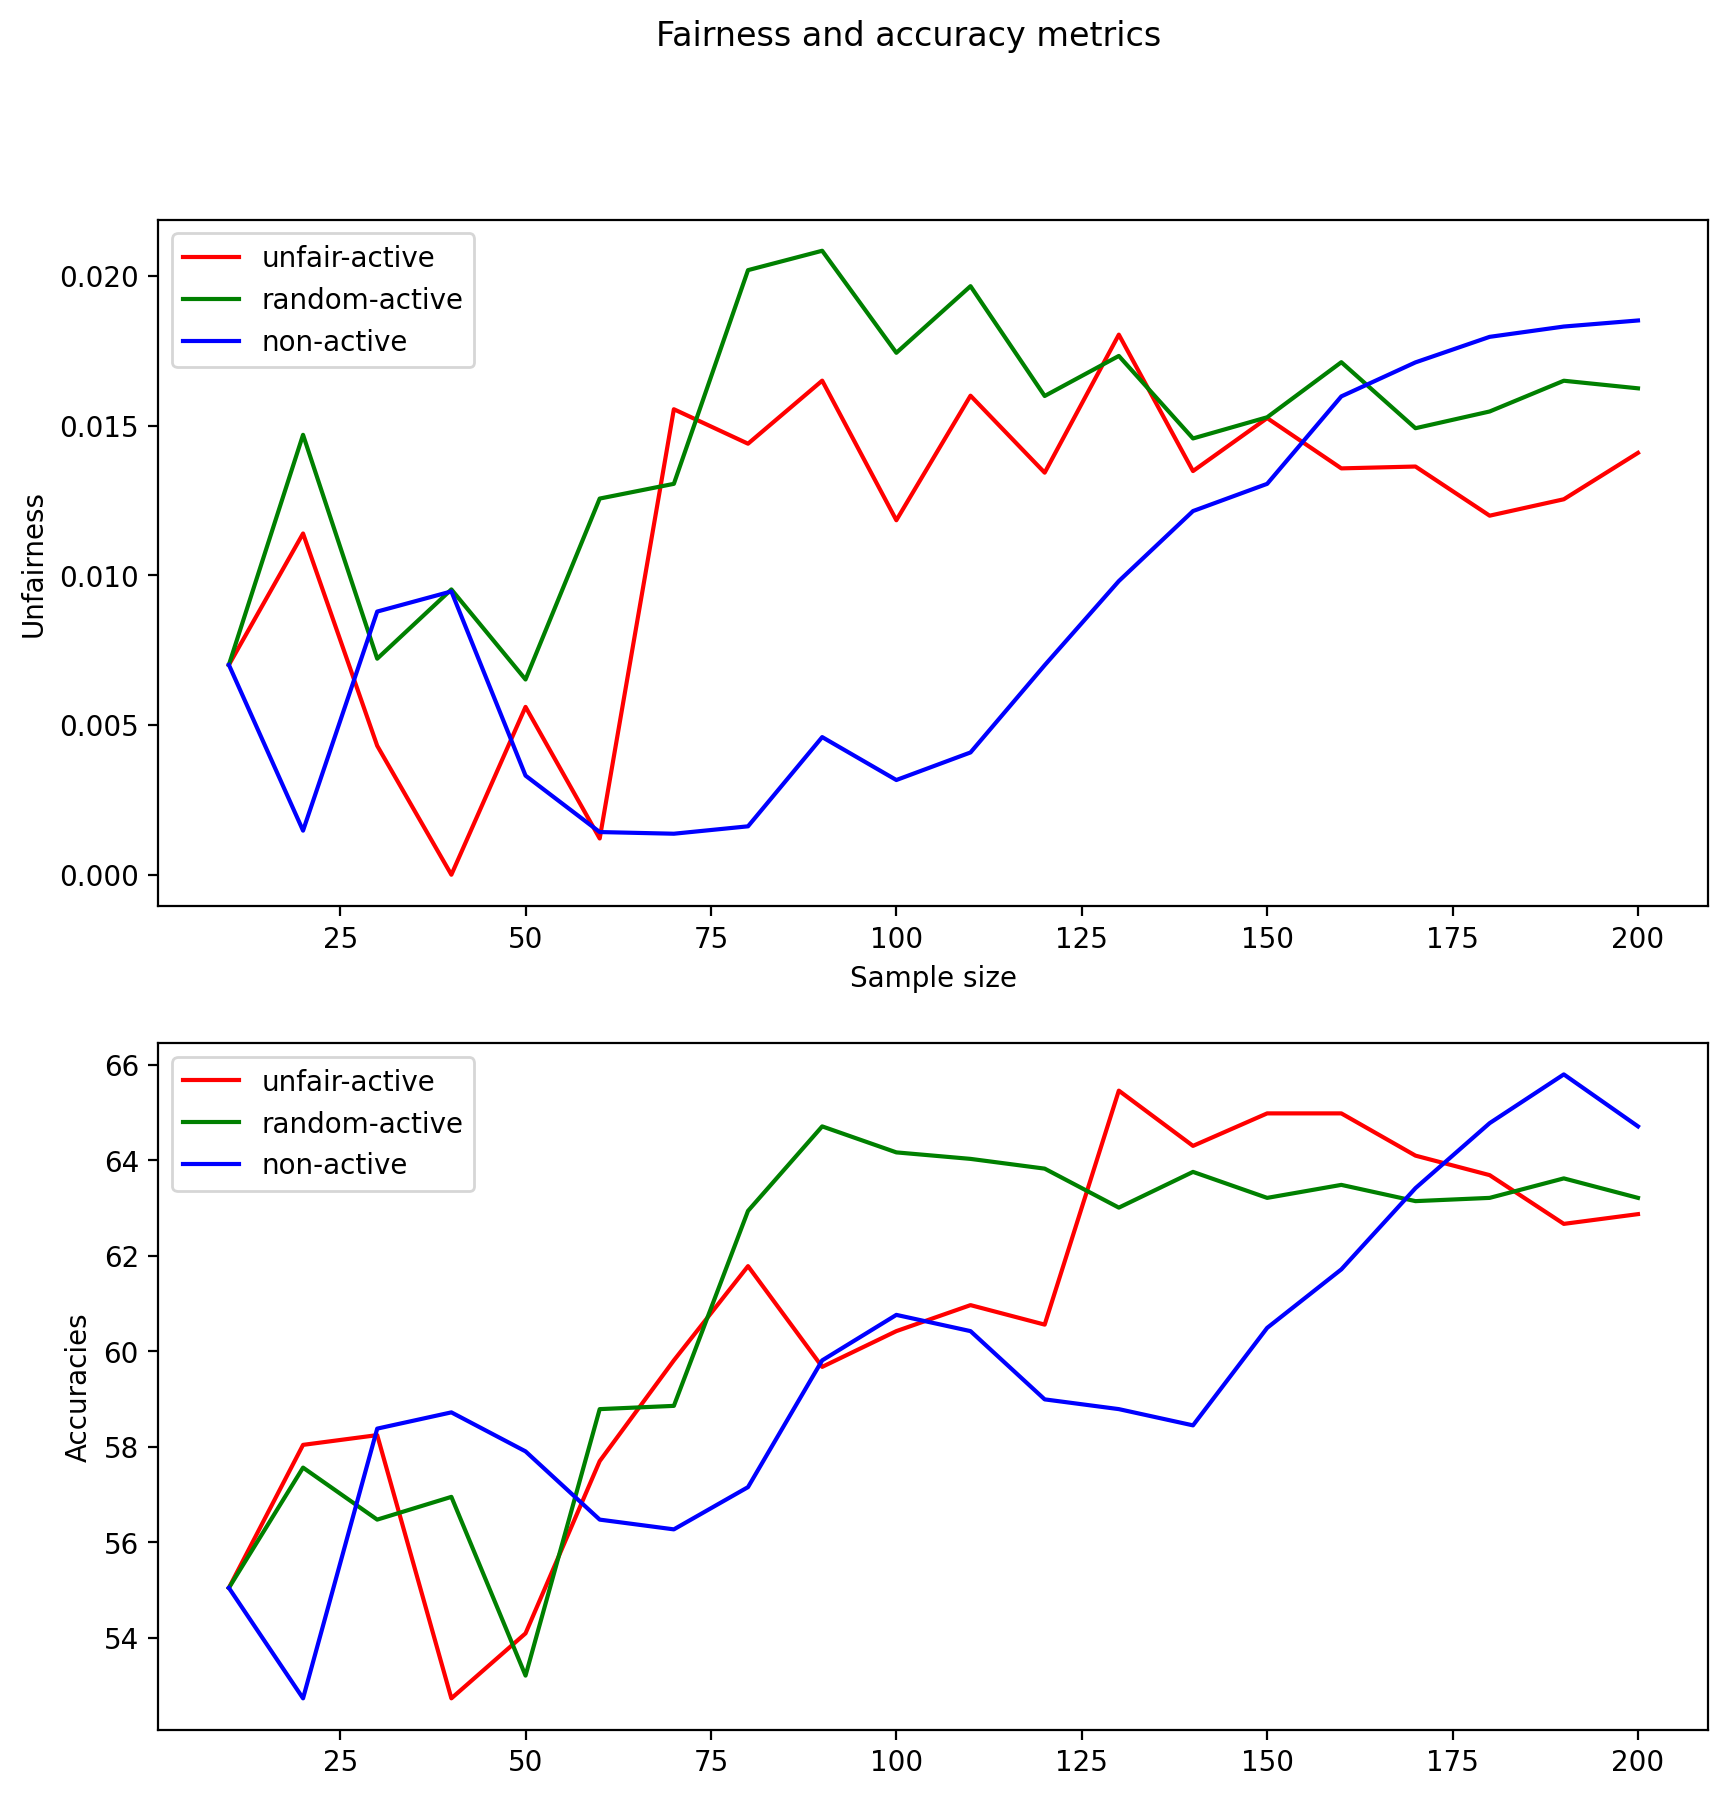 Fairness and accuracy metrics
unfair-active
random-active
non-active
Unfairness
0.020
0.015
0.010
0.005
0.000
25 50 75 100 125 150 175 200
Sample size
unfair-active
random-active
non-active
Accuracies
66
64
62
60
58
56
54
25 50 75 100 125 150 175 200